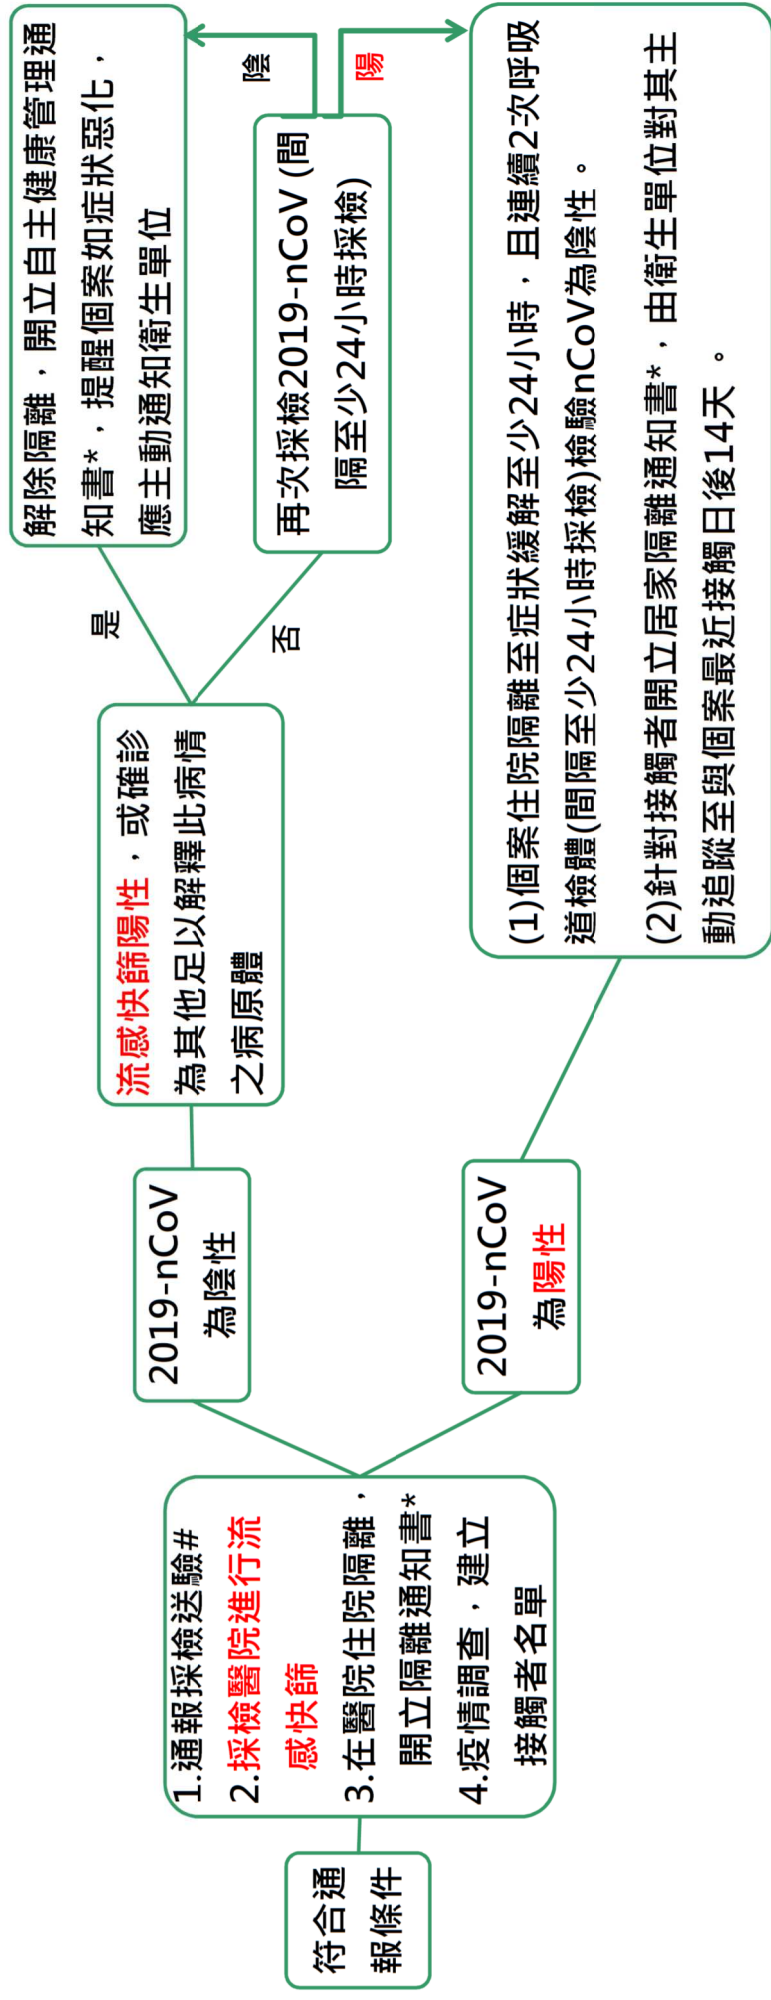 符合通
報條件
1.通報採檢送驗#
2.採檢醫院進行流
感快篩
3.在醫院住院隔離，
開立隔離通知書*
4.疫情調查，建立
接觸者名單
2019-nCoV
為陰性
2019-nCoV
為陽性
流感快篩陽性，或確診
為其他足以解釋此病情
之病原體
是
否
解除隔離，開立自主健康管理通
知書*，提醒個案如症狀惡化，
應主動通知衛生單位
再次採檢2019-nCoV (間
隔至少24小時採檢)
陰
陽
(1)個案住院隔離至症狀緩解至少24小時，且連續2次呼吸
道檢體(間隔至少24小時採檢)檢驗nCoV為陰性。
(2)針對接觸者開立居家隔離通知書*，由衛生單位對其主
動追蹤至與個案最近接觸日後14天。